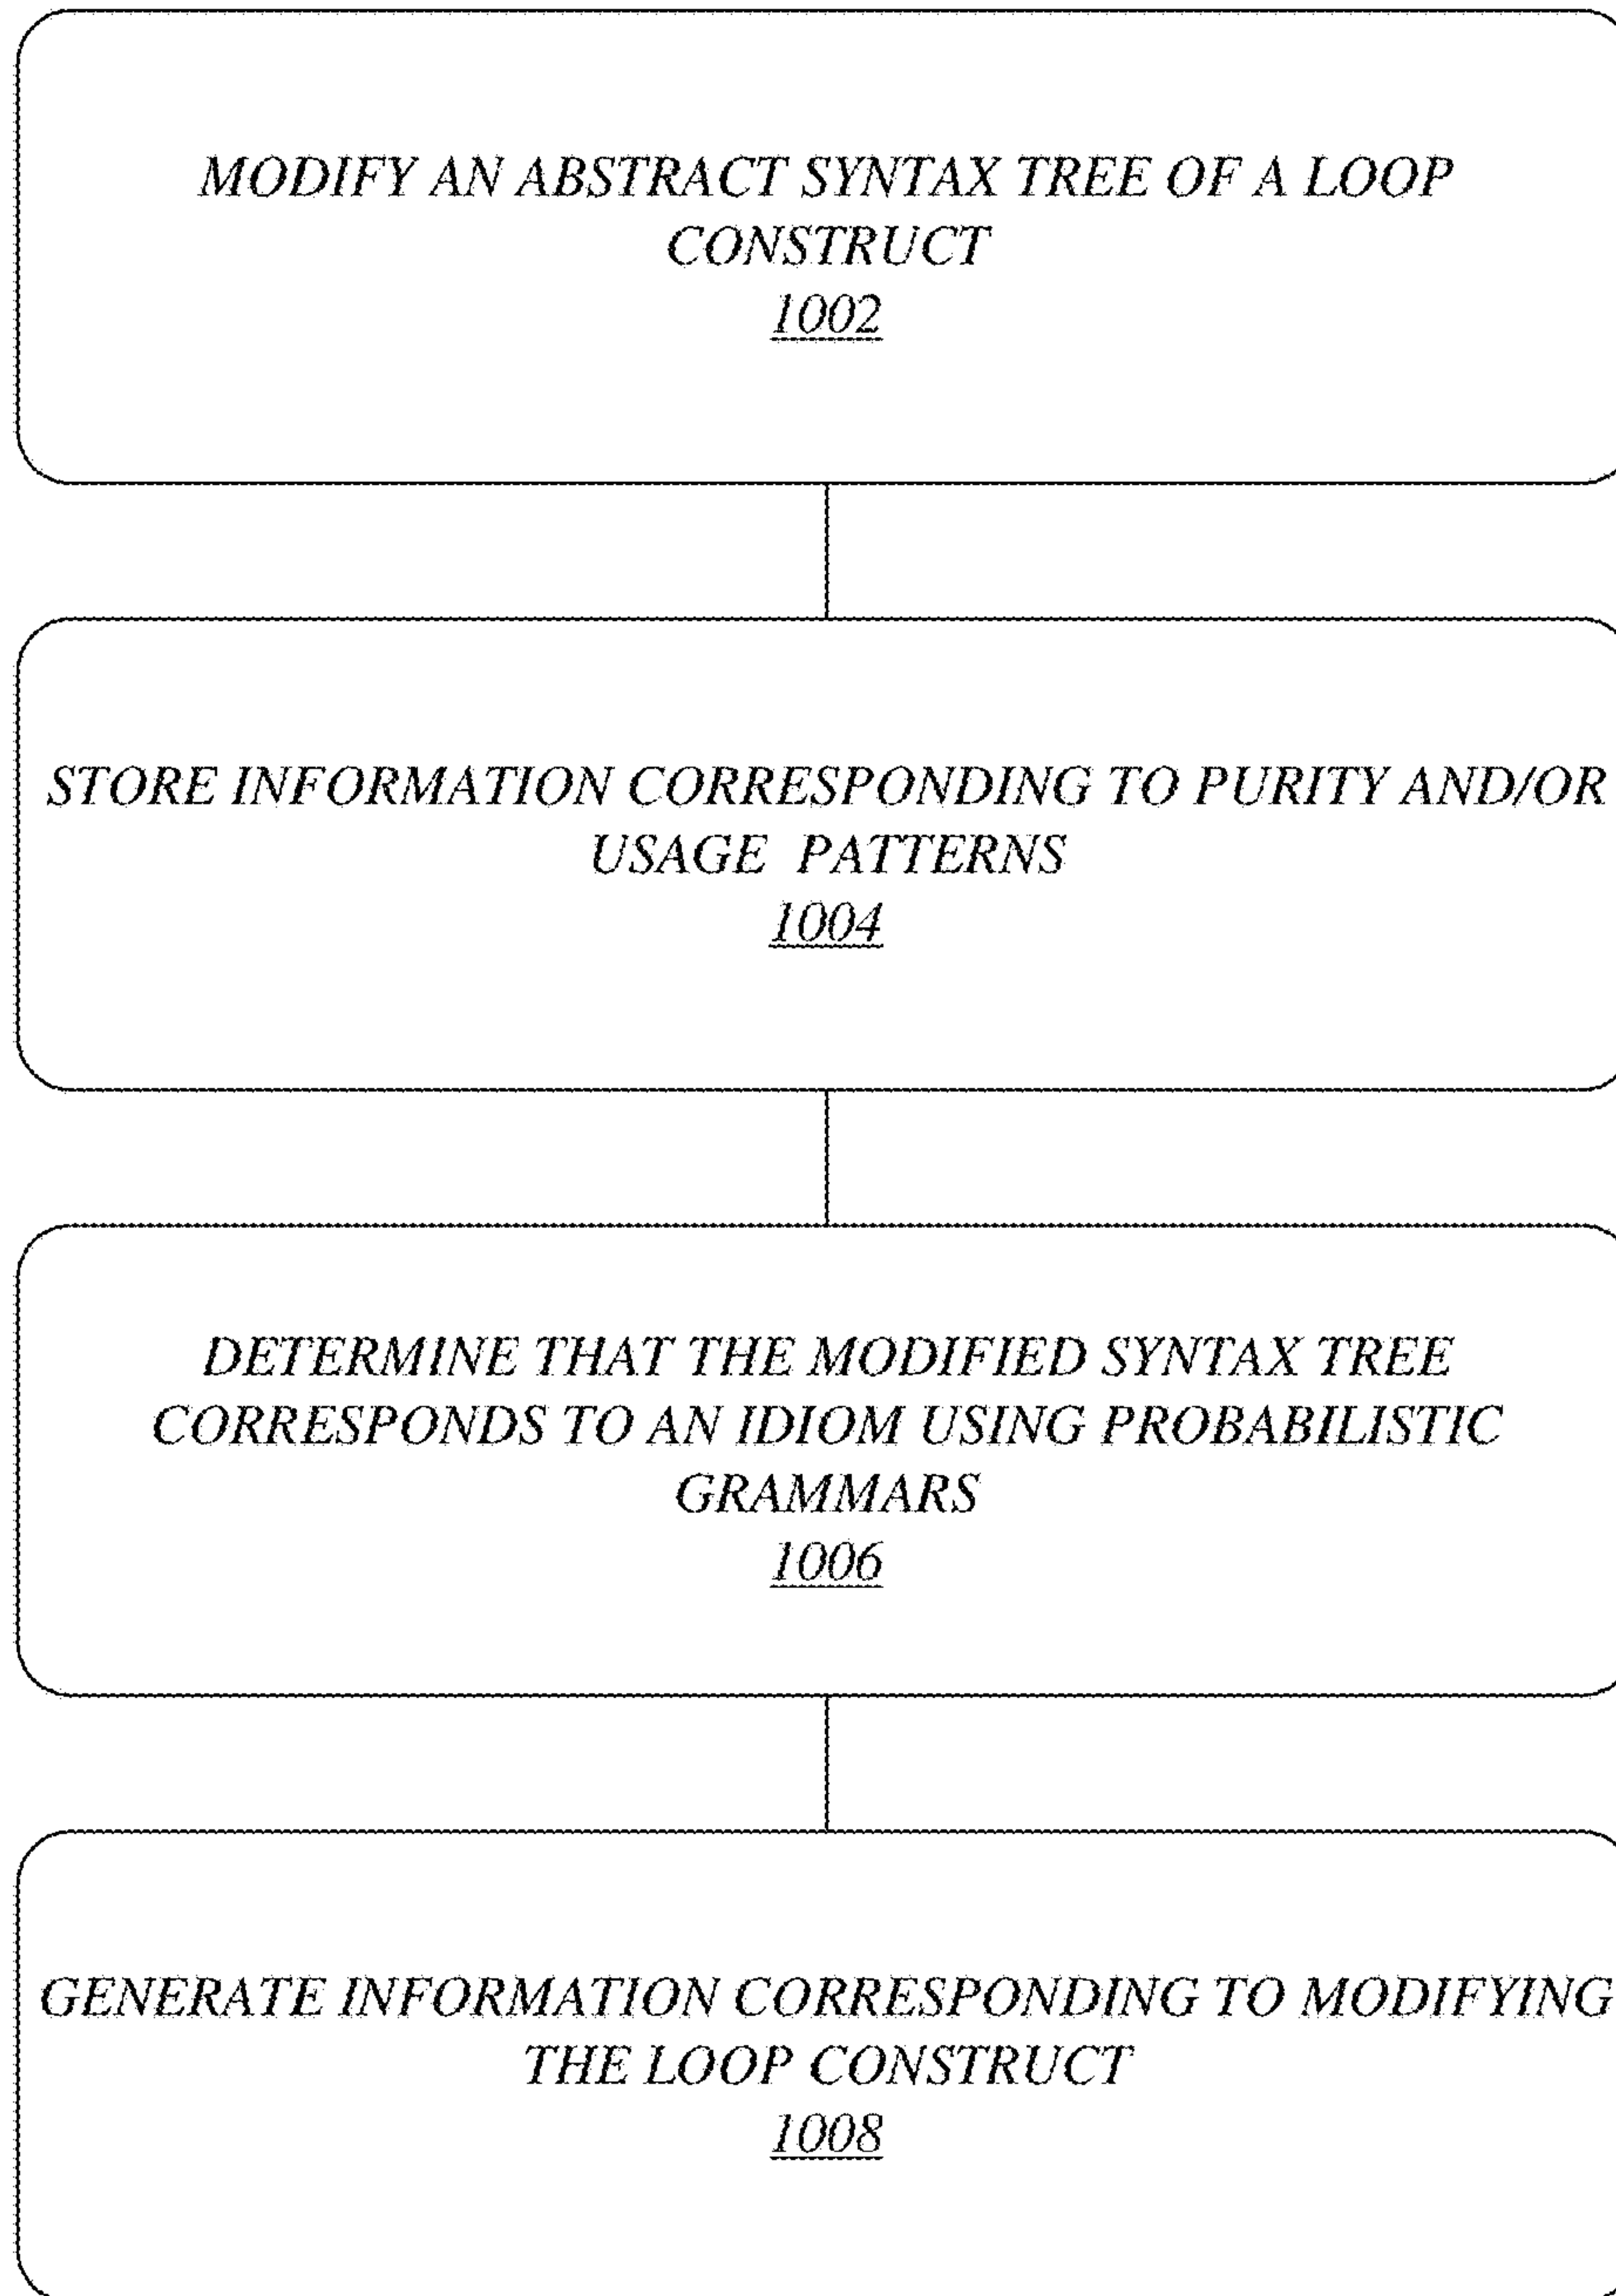 MODIFY AN ABSTRACT SYNTAX TREE OF A LOOP
CONSTRUCT
1002
STORE INFORMATION CORRESPONDING TO PURITY AND/OR
USAGE PATTERNS
1004
DETERMINE THAT THE MODIFIED SYNTAX TREE
CORRESPONDS TO AN IDIOM USING PROBABILISTIC
GRAMMARS
1006
GENERATE INFORMATION CORRESPONDING TO MODIFYING
THE LOOP CONSTRUCT
1008